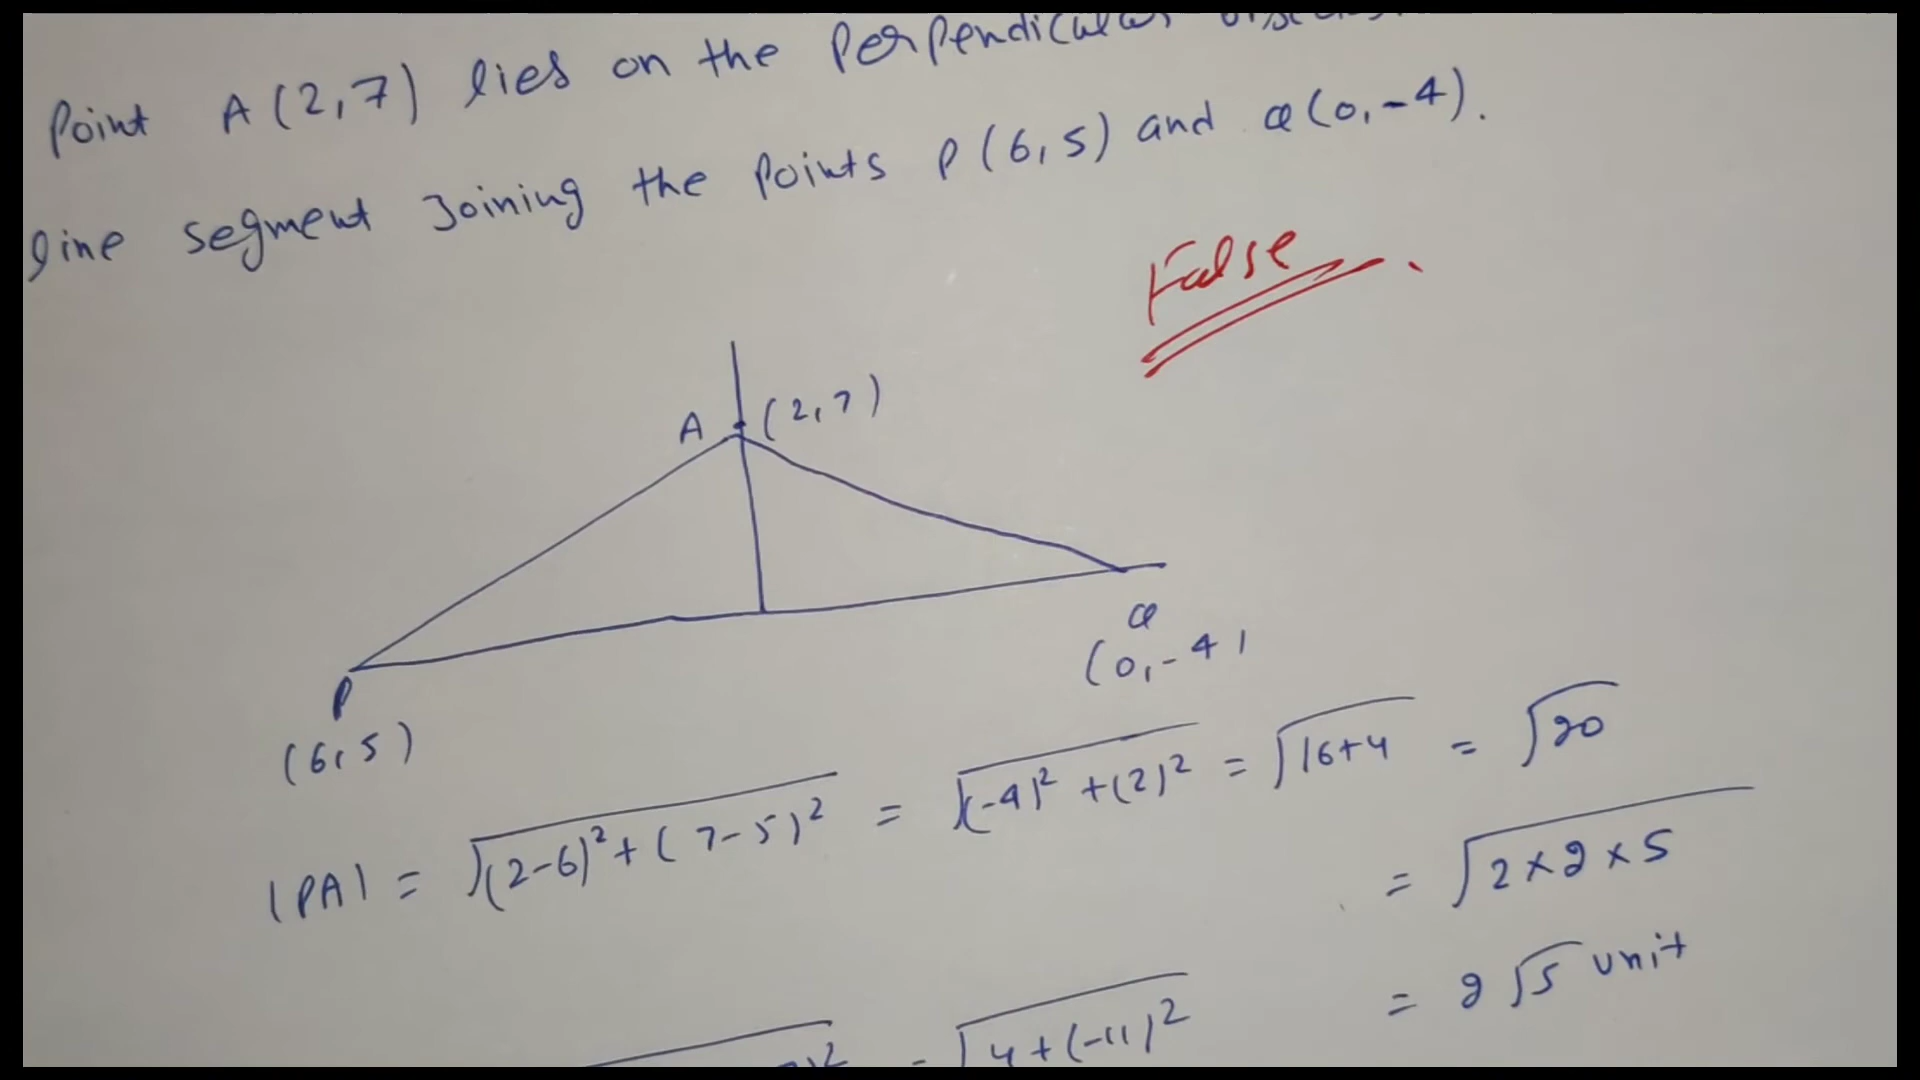 Point A(2,7) lies on the Perpendicular
line segment Joining the Points P(6,5) and Q(0,-4).
False.
A (2,7)
Q
(0,-4)
P
(6,5)
|PA| = √(2-6)²+(7-5)² = √(-4)²+(2)² = √16+4 = √20
= √2×2×5
= 2√5 unit
= √4+(-11)²